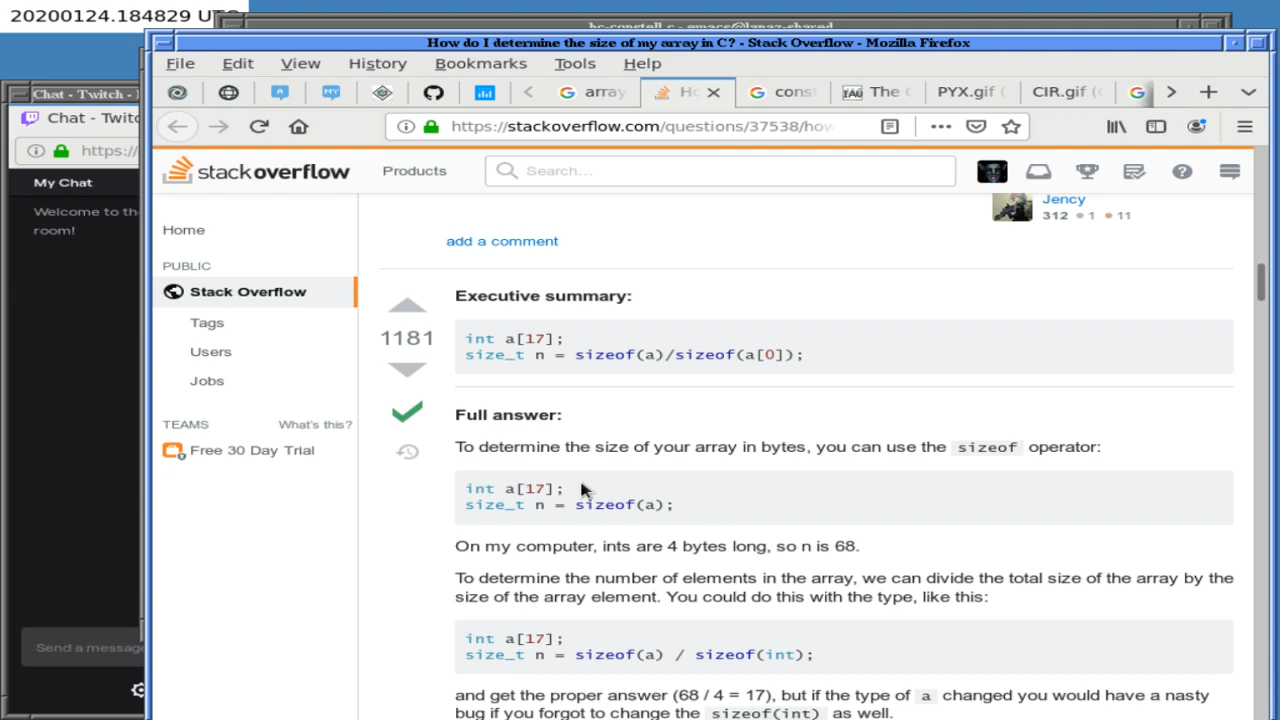 20200124.184829 UTC
How do I determine the size of my array in C? - Stack Overflow - Mozilla Firefox
Chat - Twitch -
File Edit View History Bookmarks Tools Help
array Ho const The PYX.gif CIR.gif
Chat - Twitc
https://stackoverflow.com/questions/37538/how
https:/
stackoverflow Products Search...
My Chat
Welcome to th
room!
Jency
312 1 11
Home
add a comment
PUBLIC
Stack Overflow
Tags
Users
Jobs
TEAMS What's this?
Free 30 Day Trial
1181
Executive summary:
int a[17];
size_t n = sizeof(a)/sizeof(a[0]);
Full answer:
To determine the size of your array in bytes, you can use the sizeof operator:
int a[17];
size_t n = sizeof(a);
On my computer, ints are 4 bytes long, so n is 68.
To determine the number of elements in the array, we can divide the total size of the array by the
size of the array element. You could do this with the type, like this:
int a[17];
size_t n = sizeof(a) / sizeof(int);
and get the proper answer (68 / 4 = 17), but if the type of a changed you would have a nasty
bug if you forgot to change the sizeof(int) as well.
Send a message